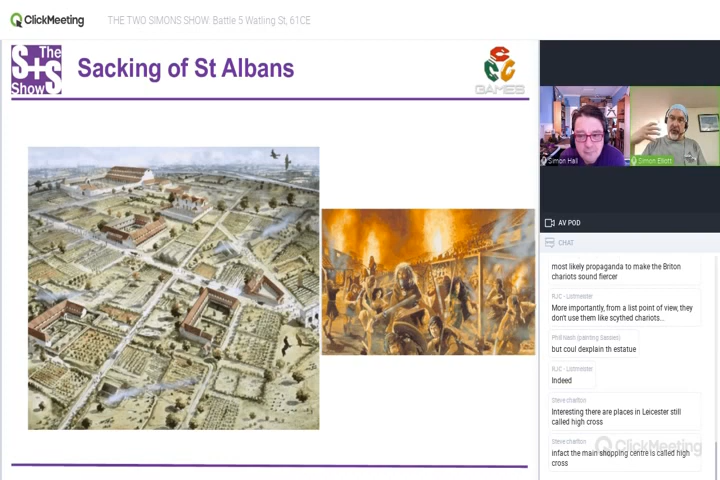 ClickMeeting
THE TWO SIMONS SHOW: Battle 5 Watling St, 61CE
The
S+S
Show
Sacking of St Albans
GAMES
Simon Hall
Simon Elliott
AV POD
CHAT
most likely propaganda to make the Briton
chariots sound fiercer
RJC - Listmeister
More importantly, from a list point of view, they
don't use them like scythed chariots...
Phil Nash (painting Sassies)
but coul dexplain th estatue
RJC - Listmeister
Indeed
Steve charlton
Interesting there are places in Leicester still
called high cross
Steve charlton
infact the main shopping centre is called high
cross
ClickMeeting